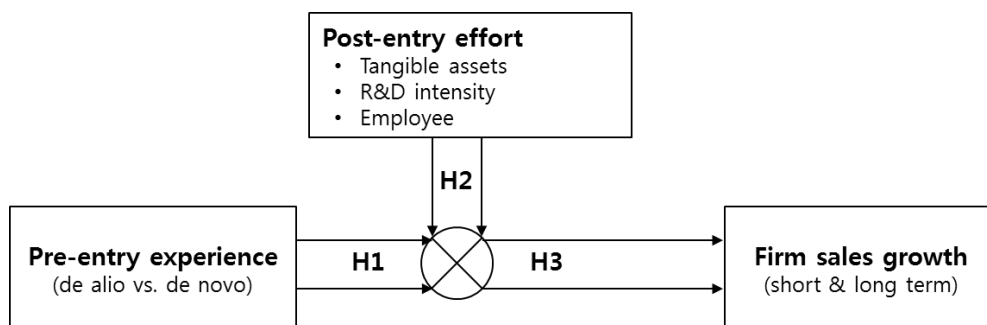 Post-entry effort
• Tangible assets
• R&D intensity
• Employee
H2
Pre-entry experience
(de alio vs. de novo)
H1
H3
Firm sales growth
(short & long term)